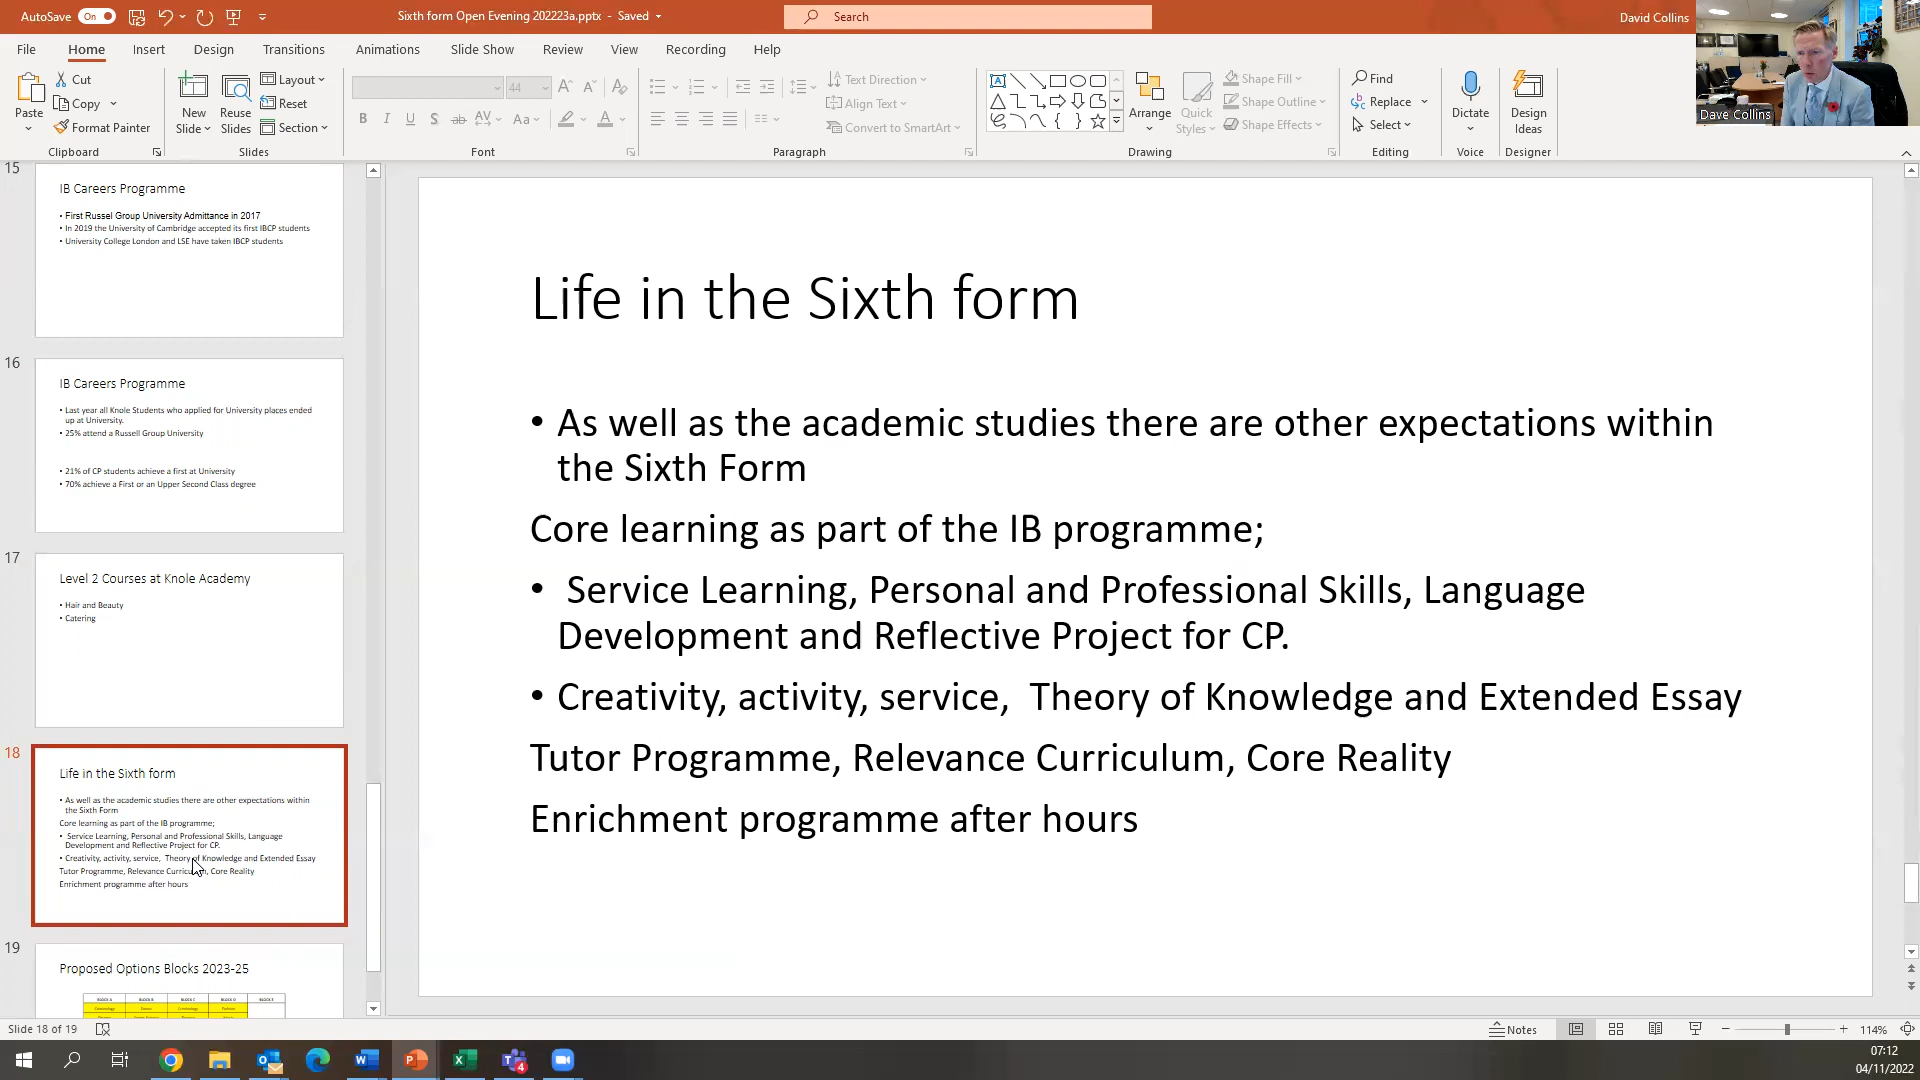 AutoSave On
Sixth form Open Evening 202223a.pptx - Saved
Search
David Collins
File Home Insert Design Transitions Animations Slide Show Review View Recording Help
Paste
Cut
Copy
Format Painter
Clipboard
New
Slide
Reuse
Slides
Layout
Reset
Section
Slides
44
B I U S ab AV Aa A
Font
Text Direction
Align Text
Convert to SmartArt
Paragraph
Arrange
Quick
Styles
Shape Fill
Shape Outline
Shape Effects
Drawing
Find
Replace
Select
Editing
Dictate
Voice
Design
Ideas
Designer
Dave Collins
15
IB Careers Programme
• First Russel Group University Admittance in 2017
• In 2019 the University of Cambridge accepted its first IBCP students
• University College London and LSE have taken IBCP students
16
IB Careers Programme
• Last year all Knole Students who applied for University places ended
up at University.
• 25% attend a Russell Group University
• 21% of CP students achieve a first at University
• 70% achieve a First or an Upper Second Class degree
17
Level 2 Courses at Knole Academy
• Hair and Beauty
• Catering
18
Life in the Sixth form
• As well as the academic studies there are other expectations within
the Sixth Form
Core learning as part of the IB programme;
• Service Learning, Personal and Professional Skills, Language
Development and Reflective Project for CP.
• Creativity, activity, service, Theory of Knowledge and Extended Essay
Tutor Programme, Relevance Curriculum, Core Reality
Enrichment programme after hours
19
Proposed Options Blocks 2023-25
BLOCK A BLOCK B BLOCK C BLOCK D BLOCK E
Life in the Sixth form
• As well as the academic studies there are other expectations within
the Sixth Form
Core learning as part of the IB programme;
• Service Learning, Personal and Professional Skills, Language
Development and Reflective Project for CP.
• Creativity, activity, service, Theory of Knowledge and Extended Essay
Tutor Programme, Relevance Curriculum, Core Reality
Enrichment programme after hours
Slide 18 of 19
Notes
114%
07:12
04/11/2022